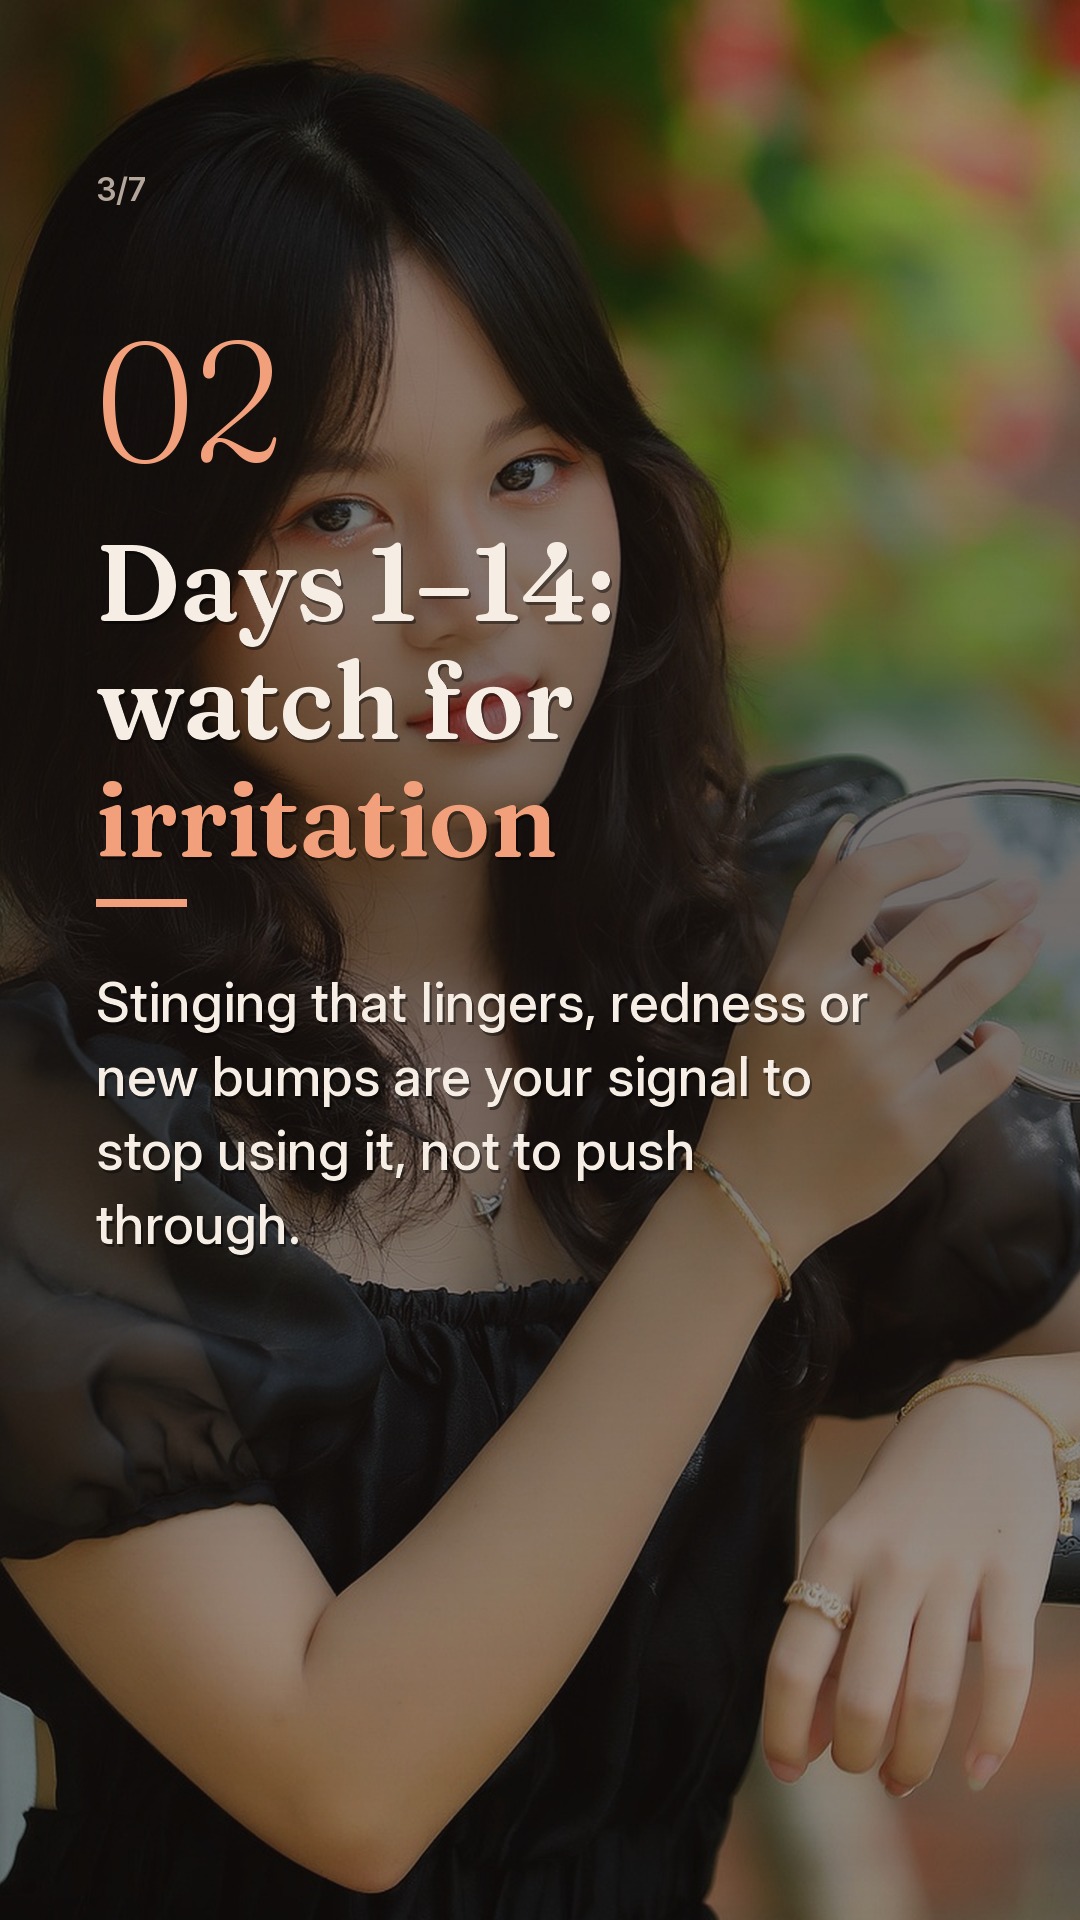 3/7
02
Days 1–14:
watch for
irritation
Stinging that lingers, redness or
new bumps are your signal to
stop using it, not to push
through.